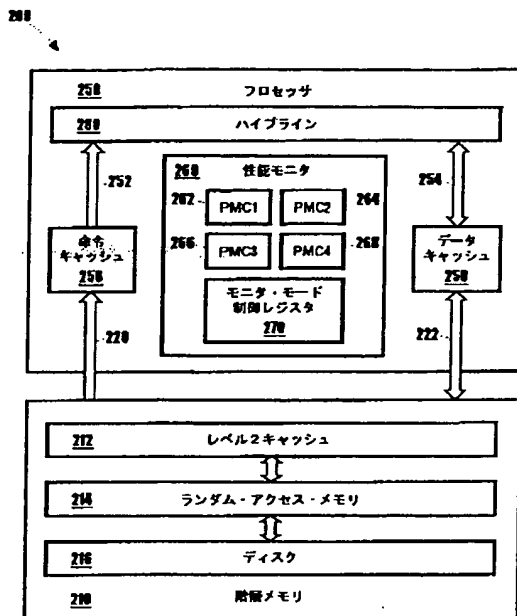 200
250 フロセッサ
280 ハイブライン
252
260 性能モニタ
254
262 PMC1 PMC2 264
266 PMC3 PMC4 268
命令
キャッシュ
256
データ
キャッシュ
258
モニタ・モード
制御レジスタ
270
220
222
212 レベル2キャッシュ
214 ランダム・アクセス・メモリ
216 ディスク
210 階層メモリ